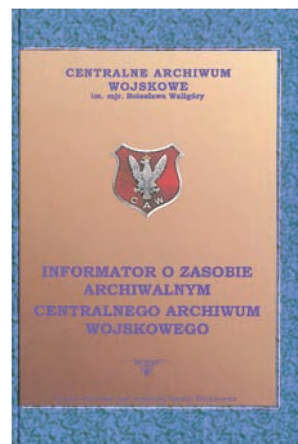 CENTRALNE ARCHIWUM
WOJSKOWE
im. mjr. Bolesława Waligóry
CAW
INFORMATOR O ZASOBIE
ARCHIWALNYM
CENTRALNEGO ARCHIWUM
WOJSKOWEGO